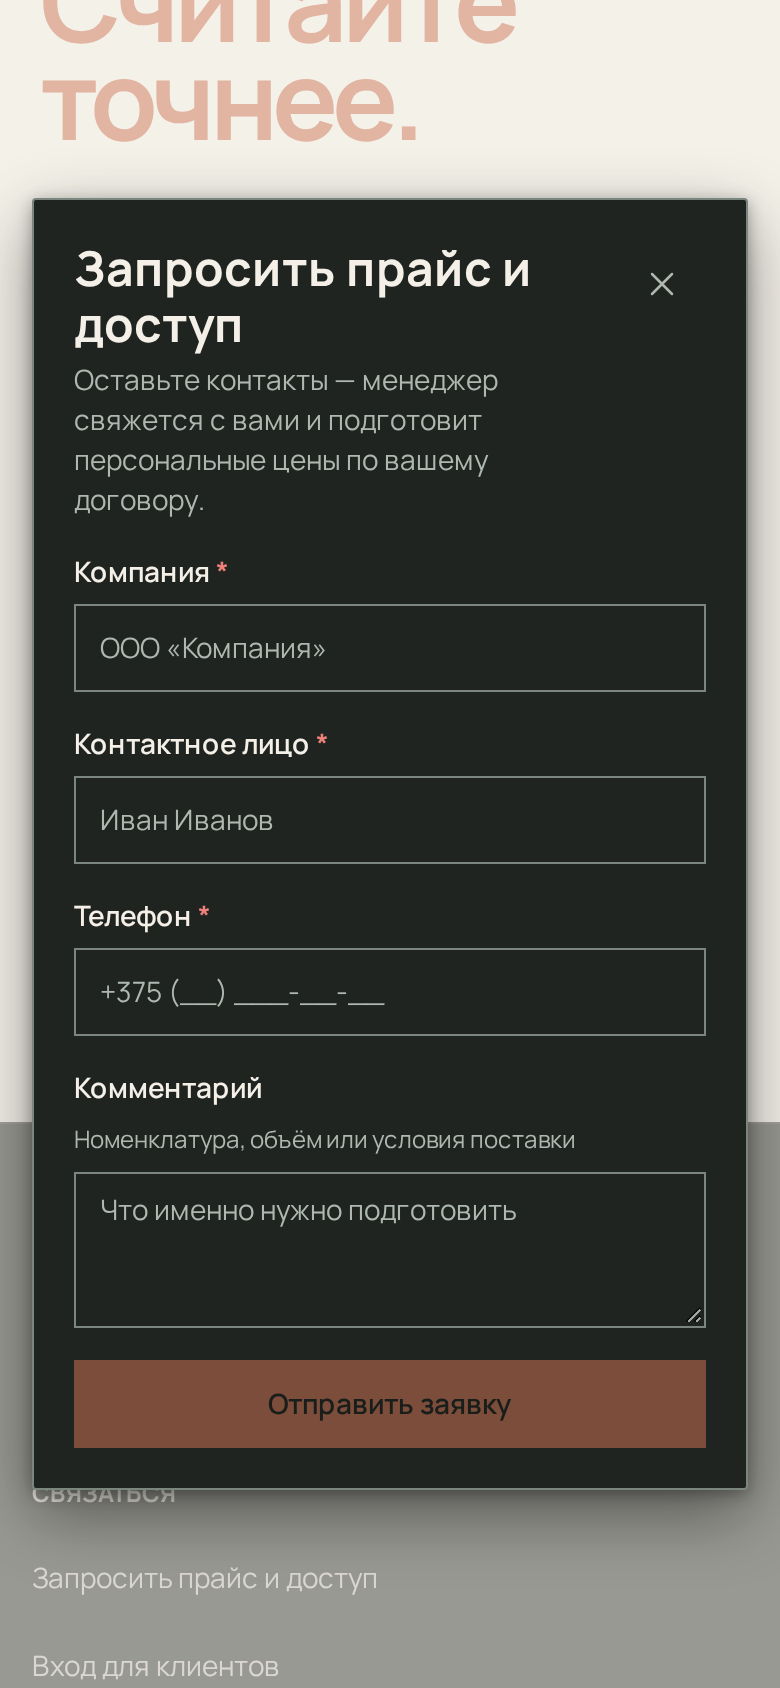 Считайте
точнее.
Запросить прайс и
доступ
Оставьте контакты — менеджер
свяжется с вами и подготовит
персональные цены по вашему
договору.
Компания *
ООО «Компания»
Контактное лицо *
Иван Иванов
Телефон *
+375 (__) ___-__-__
Комментарий
Номенклатура, объём или условия поставки
Что именно нужно подготовить
Отправить заявку
СВЯЗАТЬСЯ
Запросить прайс и доступ
Вход для клиентов